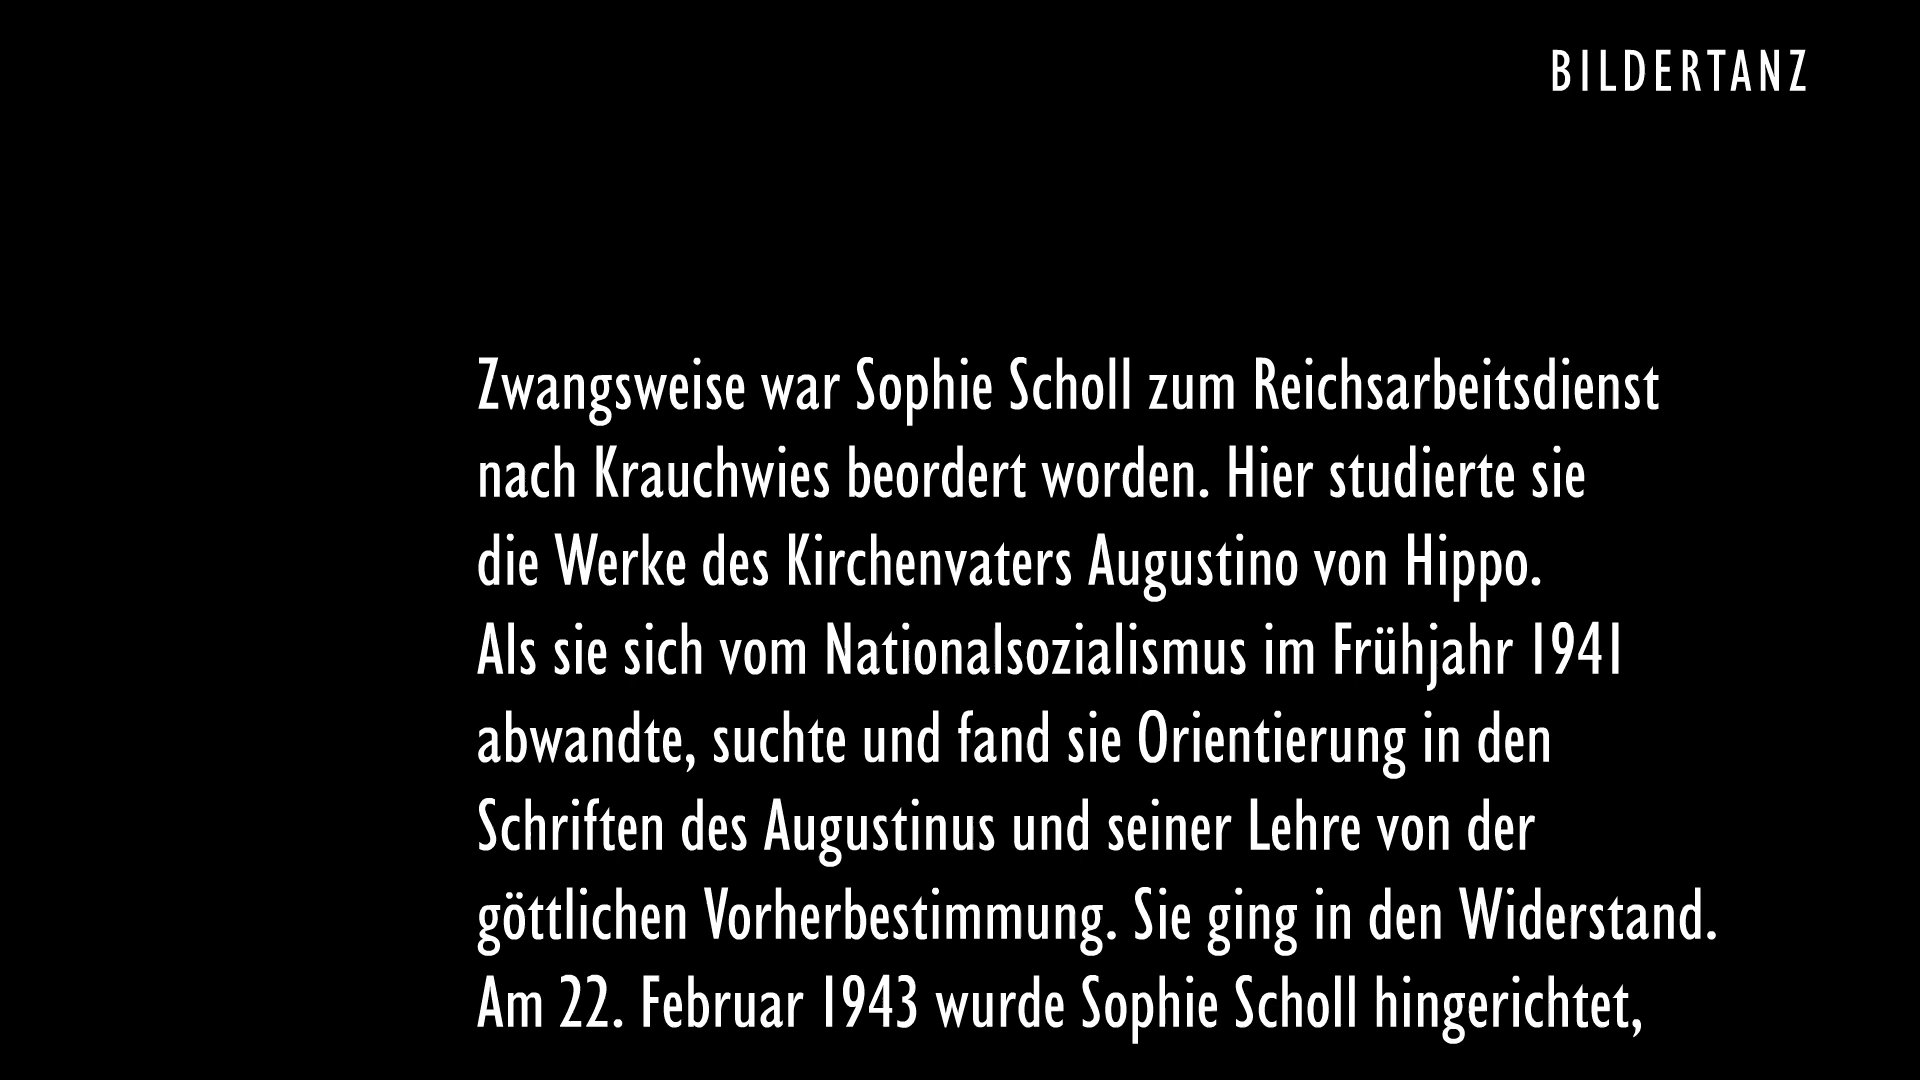 BILDERTANZ
Zwangsweise war Sophie Scholl zum Reichsarbeitsdienst
nach Krauchwies beordert worden. Hier studierte sie
die Werke des Kirchenvaters Augustino von Hippo.
Als sie sich vom Nationalsozialismus im Frühjahr 1941
abwandte, suchte und fand sie Orientierung in den
Schriften des Augustinus und seiner Lehre von der
göttlichen Vorherbestimmung. Sie ging in den Widerstand.
Am 22. Februar 1943 wurde Sophie Scholl hingerichtet,